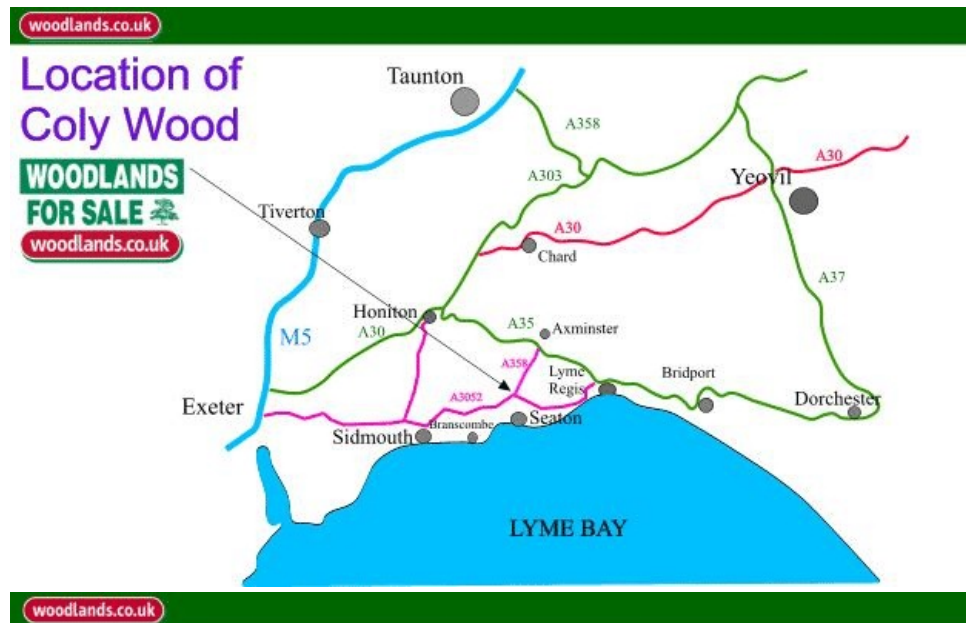 woodlands.co.uk
Location of
Coly Wood
WOODLANDS
FOR SALE
woodlands.co.uk
Taunton
A358
A303
A30
Yeovil
Tiverton
A30
Chard
A37
Honiton
A30
M5
A35
Axminster
A358
Lyme
Regis
Bridport
Exeter
A3052
Dorchester
Sidmouth
Branscombe
Seaton
LYME BAY
woodlands.co.uk